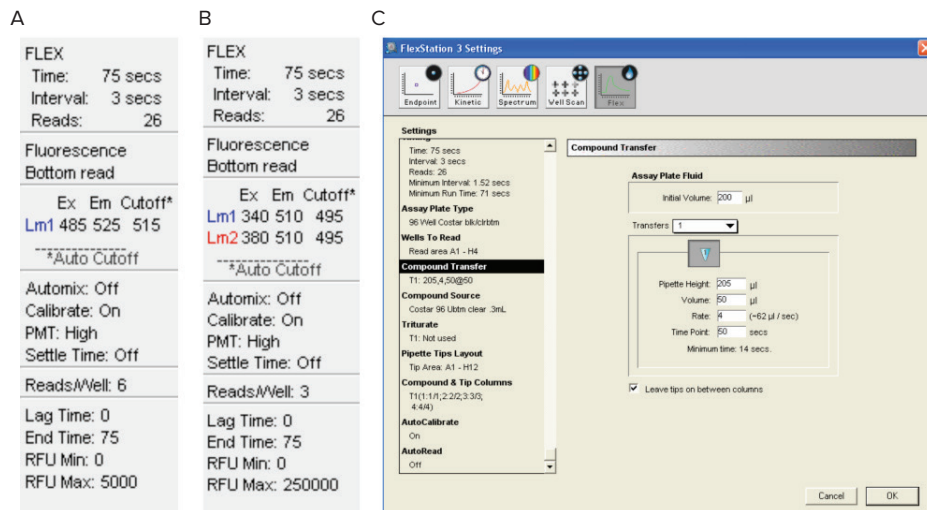 A
FLEX
Time: 75 secs
Interval: 3 secs
Reads: 26
Fluorescence
Bottom read
Ex Em Cutoff*
Lm1 485 525 515
*Auto Cutoff
Automix: Off
Calibrate: On
PMT: High
Settle Time: Off
Reads/Well: 6
Lag Time: 0
End Time: 75
RFU Min: 0
RFU Max: 5000
B
FLEX
Time: 75 secs
Interval: 3 secs
Reads: 26
Fluorescence
Bottom read
Ex Em Cutoff*
Lm1 340 510 495
Lm2 380 510 495
*Auto Cutoff
Automix: Off
Calibrate: On
PMT: High
Settle Time: Off
Reads/Well: 3
Lag Time: 0
End Time: 75
RFU Min: 0
RFU Max: 250000
C
FlexStation 3 Settings
Endpoint Kinetic Spectrum Well Scan Flex
Settings
Time: 75 secs
Interval: 3 secs
Reads: 26
Minimum Interval: 1.52 secs
Minimum Run Time: 71 secs
Assay Plate Type
96 Well Costar blk/clrbtm
Wells To Read
Read area A1 - H4
Compound Transfer
T1: 205,4,50@50
Compound Source
Costar 96 Ubtm clear .3mL
Triturate
T1: Not used
Pipette Tips Layout
Tip Area: A1 - H12
Compound & Tip Columns
T1(1:1/1;2:2/2;3:3/3;
4:4/4)
AutoCalibrate
On
AutoRead
Off
Compound Transfer
Assay Plate Fluid
Initial Volume: 200 µl
Transfers 1
Pipette Height: 205 µl
Volume: 50 µl
Rate: 4 (~62 µl / sec)
Time Point: 50 secs
Minimum time: 14 secs.
Leave tips on between columns
Cancel OK